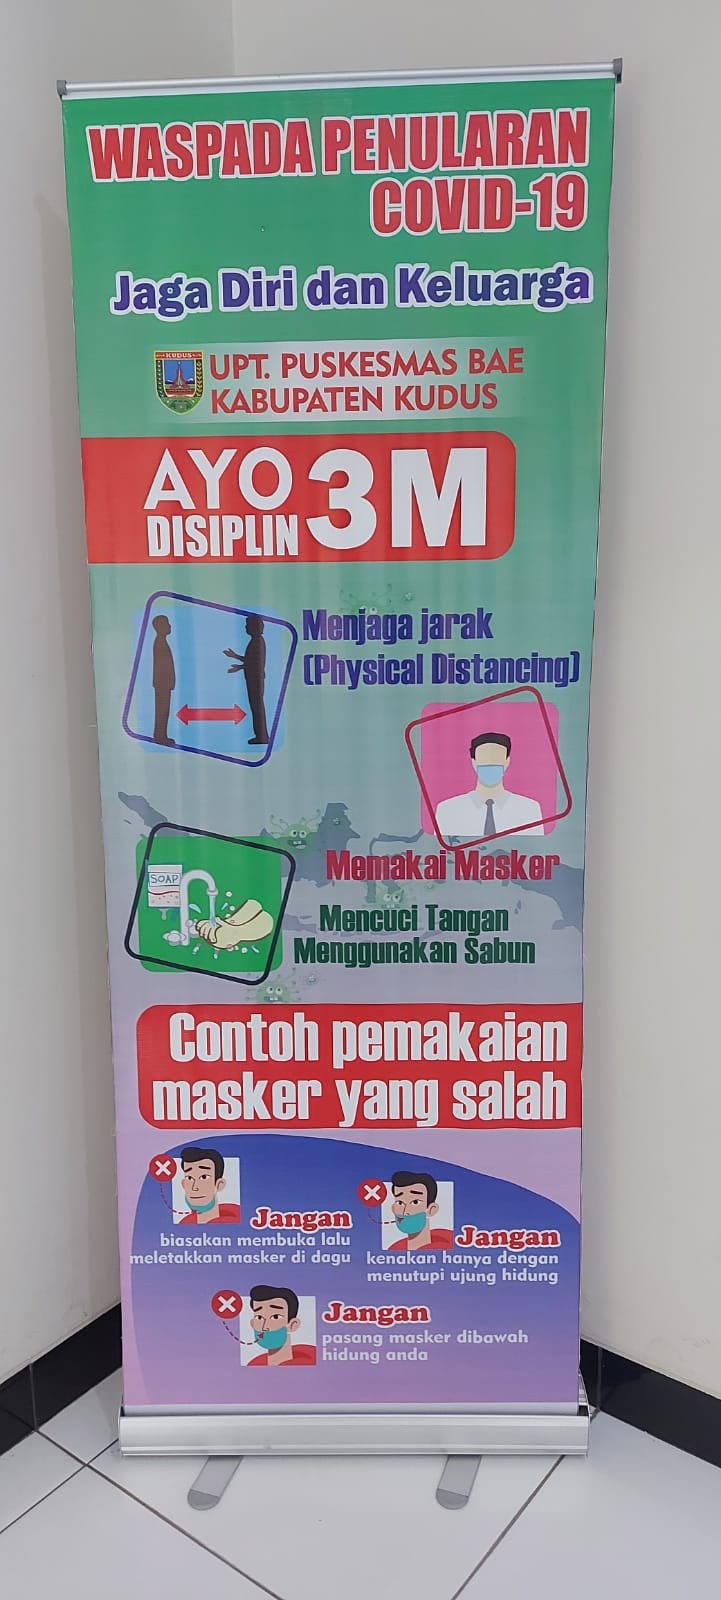 WASPADA PENULARAN
COVID-19
Jaga Diri dan Keluarga
KUDUS
UPT. PUSKESMAS BAE
KABUPATEN KUDUS
AYO
DISIPLIN
3M
Menjaga jarak
(Physical Distancing)
Memakai Masker
SOAP
Mencuci Tangan
Menggunakan Sabun
Contoh pemakaian
masker yang salah
Jangan
biasakan membuka lalu
meletakkan masker di dagu
Jangan
kenakan hanya dengan
menutupi ujung hidung
Jangan
pasang masker dibawah
hidung anda